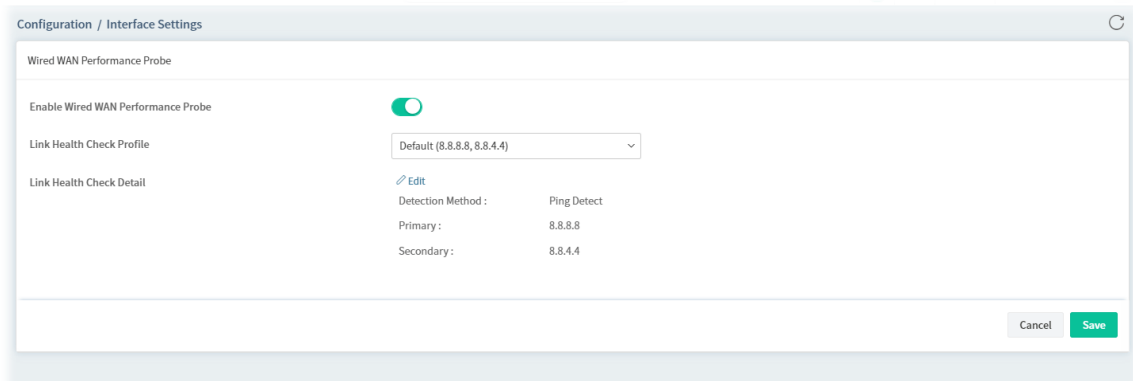 Configuration / Interface Settings
Wired WAN Performance Probe
Enable Wired WAN Performance Probe
Link Health Check Profile
Default (8.8.8.8, 8.8.4.4)
Link Health Check Detail
Edit
Detection Method : Ping Detect
Primary : 8.8.8.8
Secondary : 8.8.4.4
Cancel Save